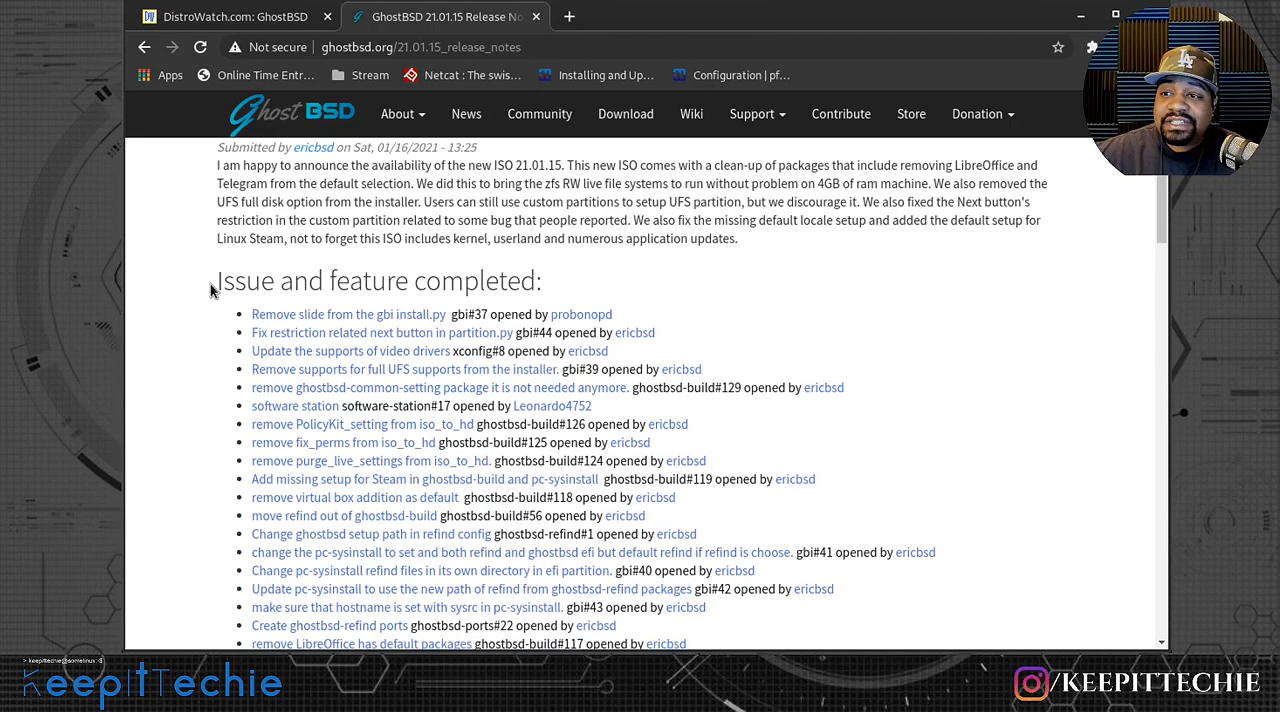 DistroWatch.com: GhostBSD
GhostBSD 21.01.15 Release No
Not secure ghostbsd.org/21.01.15_release_notes
Apps Online Time Entr... Stream Netcat : The swis... Installing and Up... Configuration | pf...
Ghost BSD About News Community Download Wiki Support Contribute Store Donation
Submitted by ericbsd on Sat, 01/16/2021 - 13:25
I am happy to announce the availability of the new ISO 21.01.15. This new ISO comes with a clean-up of packages that include removing LibreOffice and
Telegram from the default selection. We did this to bring the zfs RW live file systems to run without problem on 4GB of ram machine. We also removed the
UFS full disk option from the installer. Users can still use custom partitions to setup UFS partition, but we discourage it. We also fixed the Next button's
restriction in the custom partition related to some bug that people reported. We also fix the missing default locale setup and added the default setup for
Linux Steam, not to forget this ISO includes kernel, userland and numerous application updates.
Issue and feature completed:
Remove slide from the gbi install.py gbi#37 opened by probonopd
Fix restriction related next button in partition.py gbi#44 opened by ericbsd
Update the supports of video drivers xconfig#8 opened by ericbsd
Remove supports for full UFS supports from the installer. gbi#39 opened by ericbsd
remove ghostbsd-common-setting package it is not needed anymore. ghostbsd-build#129 opened by ericbsd
software station software-station#17 opened by Leonardo4752
remove PolicyKit_setting from iso_to_hd ghostbsd-build#126 opened by ericbsd
remove fix_perms from iso_to_hd ghostbsd-build#125 opened by ericbsd
remove purge_live_settings from iso_to_hd. ghostbsd-build#124 opened by ericbsd
Add missing setup for Steam in ghostbsd-build and pc-sysinstall ghostbsd-build#119 opened by ericbsd
remove virtual box addition as default ghostbsd-build#118 opened by ericbsd
move refind out of ghostbsd-build ghostbsd-build#56 opened by ericbsd
Change ghostbsd setup path in refind config ghostbsd-refind#1 opened by ericbsd
change the pc-sysinstall to set and both refind and ghostbsd efi but default refind if refind is choose. gbi#41 opened by ericbsd
Change pc-sysinstall refind files in its own directory in efi partition. gbi#40 opened by ericbsd
Update pc-sysinstall to use the new path of refind from ghostbsd-refind packages gbi#42 opened by ericbsd
make sure that hostname is set with sysrc in pc-sysinstall. gbi#43 opened by ericbsd
Create ghostbsd-refind ports ghostbsd-ports#22 opened by ericbsd
remove LibreOffice has default packages ghostbsd-build#117 opened by ericbsd
> keepittechie@somelinux:~$
KeepItTechie
/KEEPITTECHIE
LA